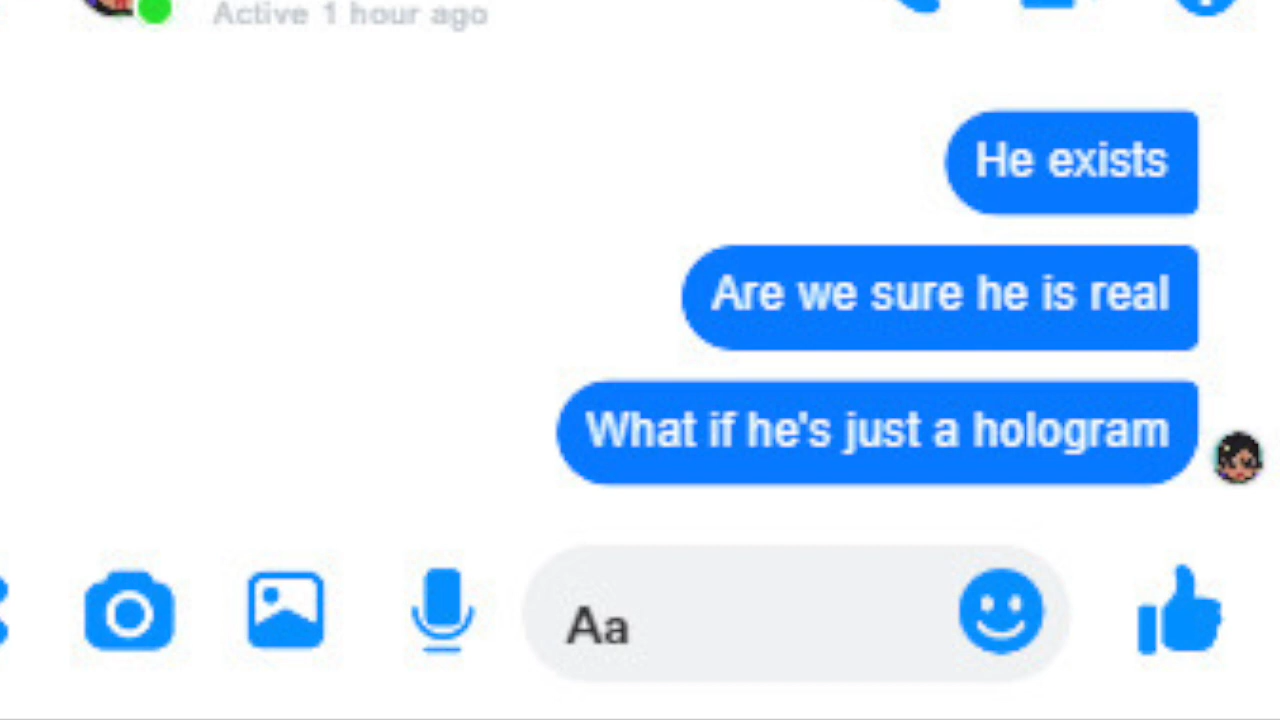 Active 1 hour ago
He exists
Are we sure he is real
What if he's just a hologram
Aa